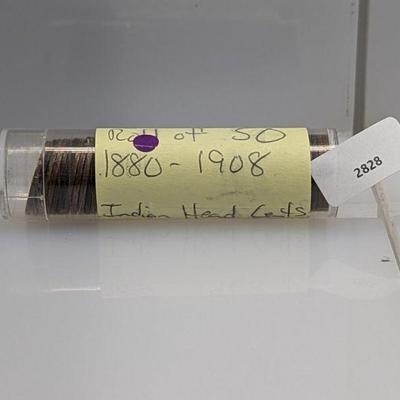 Roll of 50
1880 - 1908
Indian Head Cents
2828